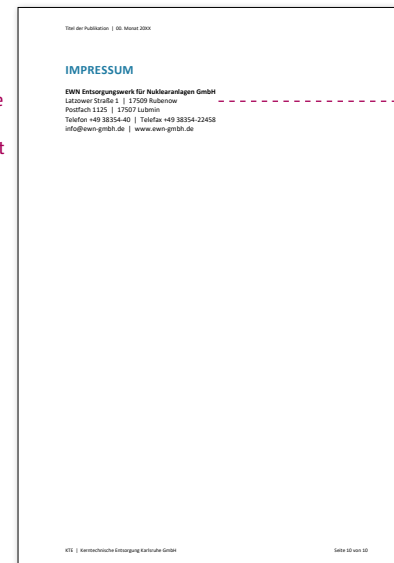 Titel der Publikation | 00. Monat 20XX
IMPRESSUM
EWN Entsorgungswerk für Nuklearanlagen GmbH
Latzower Straße 1 | 17509 Rubenow
Postfach 1125 | 17507 Lubmin
Telefon +49 38354-40 | Telefax +49 38354-22458
info@ewn-gmbh.de | www.ewn-gmbh.de
e
t
KTE | Kerntechnische Entsorgung Karlsruhe GmbH
Seite 10 von 10